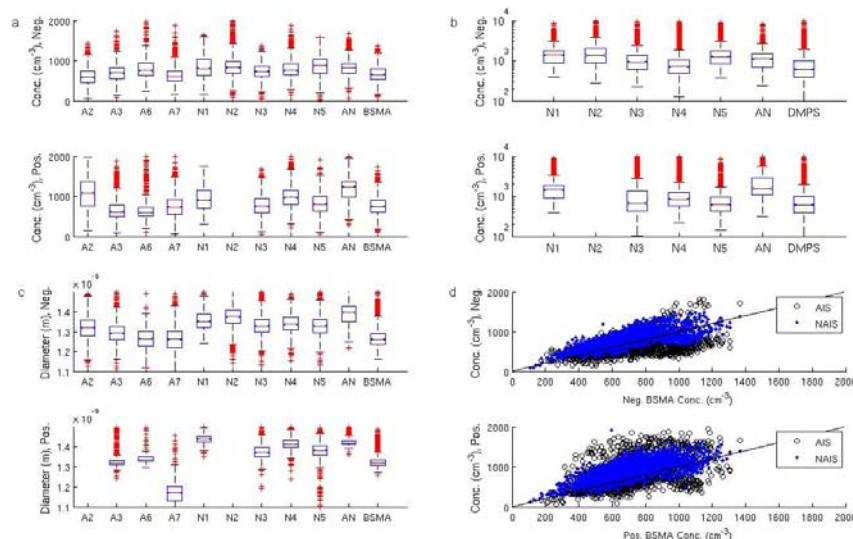 a
Conc. (cm⁻³), Neg.
2000
1000
0
A2 A3 A6 A7 N1 N2 N3 N4 N5 AN BSMA
Conc. (cm⁻³), Pos.
2000
1000
0
A2 A3 A6 A7 N1 N2 N3 N4 N5 AN BSMA
b
Conc. (cm⁻³), Neg.
10⁴
10³
10²
N1 N2 N3 N4 N5 AN DMPS
Conc. (cm⁻³), Pos.
10⁴
10³
10²
N1 N2 N3 N4 N5 AN DMPS
c
×10⁻⁹
Diameter (m), Neg.
1.4
1.3
1.2
1.1
A2 A3 A6 A7 N1 N2 N3 N4 N5 AN BSMA
×10⁻⁹
Diameter (m), Pos.
1.4
1.3
1.2
1.1
A2 A3 A6 A7 N1 N2 N3 N4 N5 AN BSMA
d
Conc. (cm⁻³), Neg.
2000
1000
0
0 200 400 600 800 1000 1200 1400 1600 1800 2000
Neg. BSMA Conc. (cm⁻³)
AIS
NAIS
Conc. (cm⁻³), Pos.
2000
1000
0
0 200 400 600 800 1000 1200 1400 1600 1800 2000
Pos. BSMA Conc. (cm⁻³)
AIS
NAIS